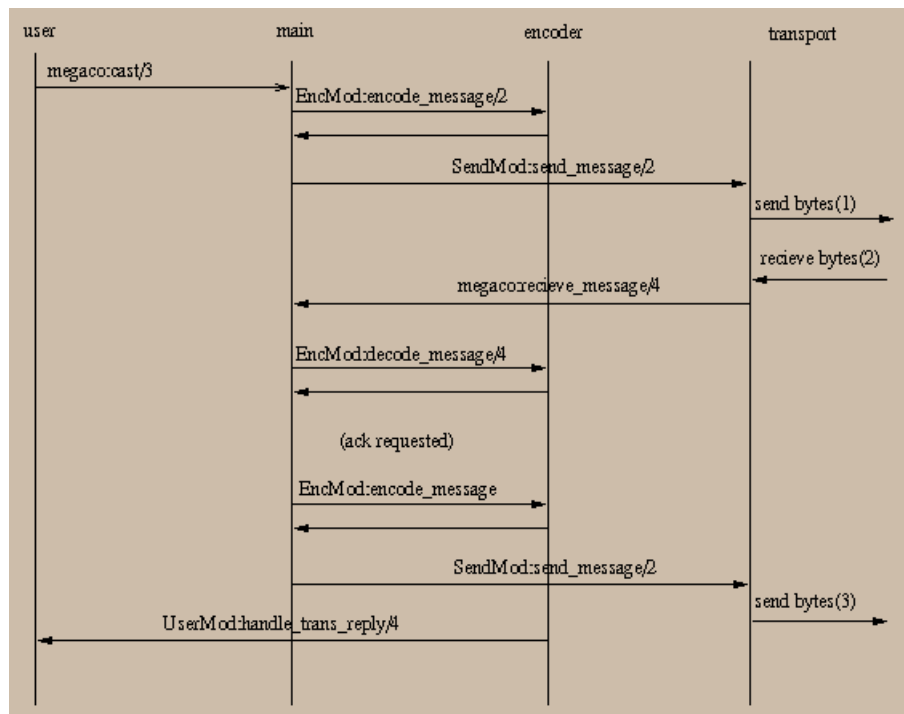 user
main
encoder
transport
megaco:cast/3
EncMod:encode_message/2
SendMod:send_message/2
send bytes(1)
recieve bytes(2)
megaco:recieve_message/4
EncMod:decode_message/4
(ack requested)
EncMod:encode_message
SendMod:send_message/2
send bytes(3)
UserMod:handle_trans_reply/4